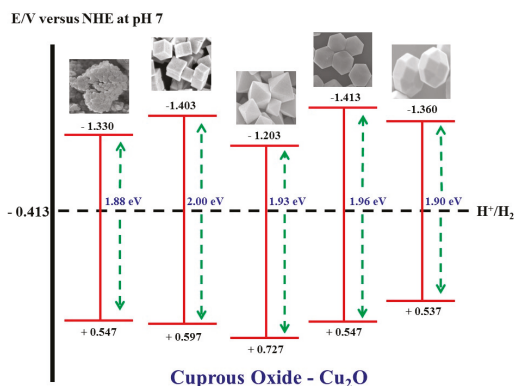 E/V versus NHE at pH 7
- 1.330
-1.403
- 1.203
-1.413
-1.360
1.88 eV
2.00 eV
1.93 eV
1.96 eV
1.90 eV
- 0.413
H⁺/H₂
+ 0.547
+ 0.597
+ 0.727
+ 0.547
+ 0.537
Cuprous Oxide - Cu₂O